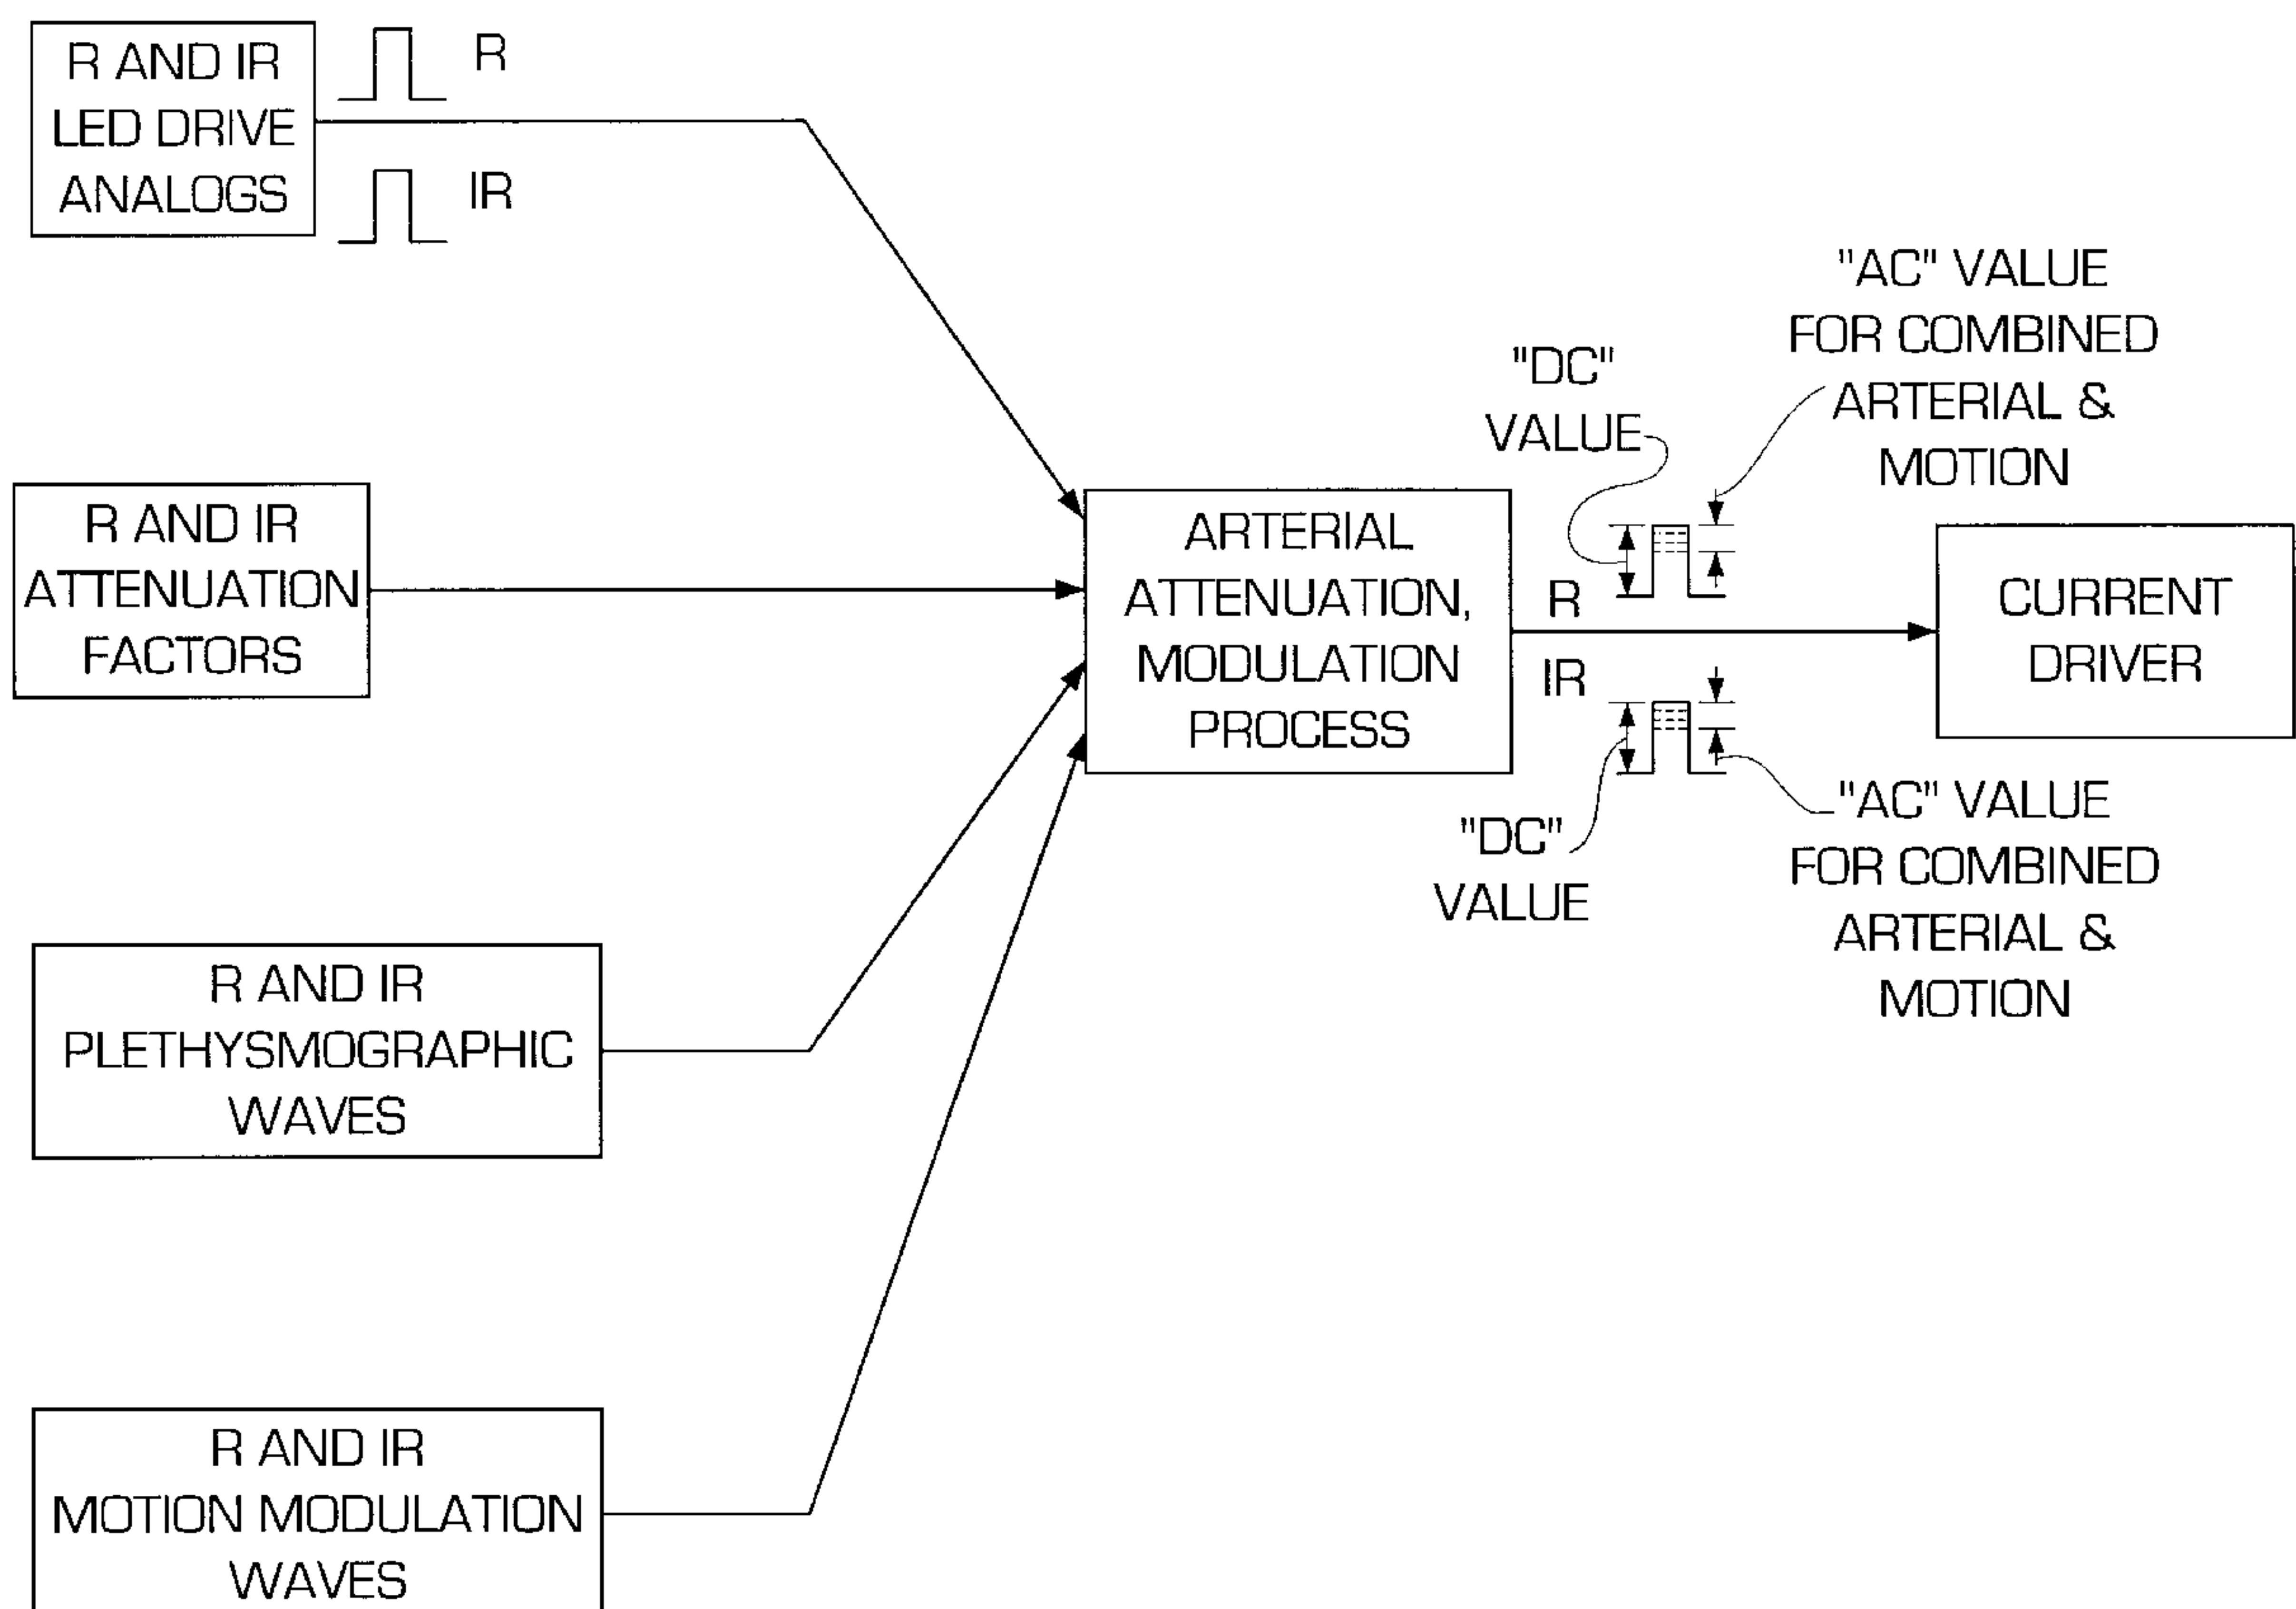 R AND IR
LED DRIVE
ANALOGS
R
IR
R AND IR
ATTENUATION
FACTORS
R AND IR
PLETHYSMOGRAPHIC
WAVES
R AND IR
MOTION MODULATION
WAVES
ARTERIAL
ATTENUATION,
MODULATION
PROCESS
R
IR
"DC"
VALUE
"AC" VALUE
FOR COMBINED
ARTERIAL &
MOTION
"DC"
VALUE
"AC" VALUE
FOR COMBINED
ARTERIAL &
MOTION
CURRENT
DRIVER